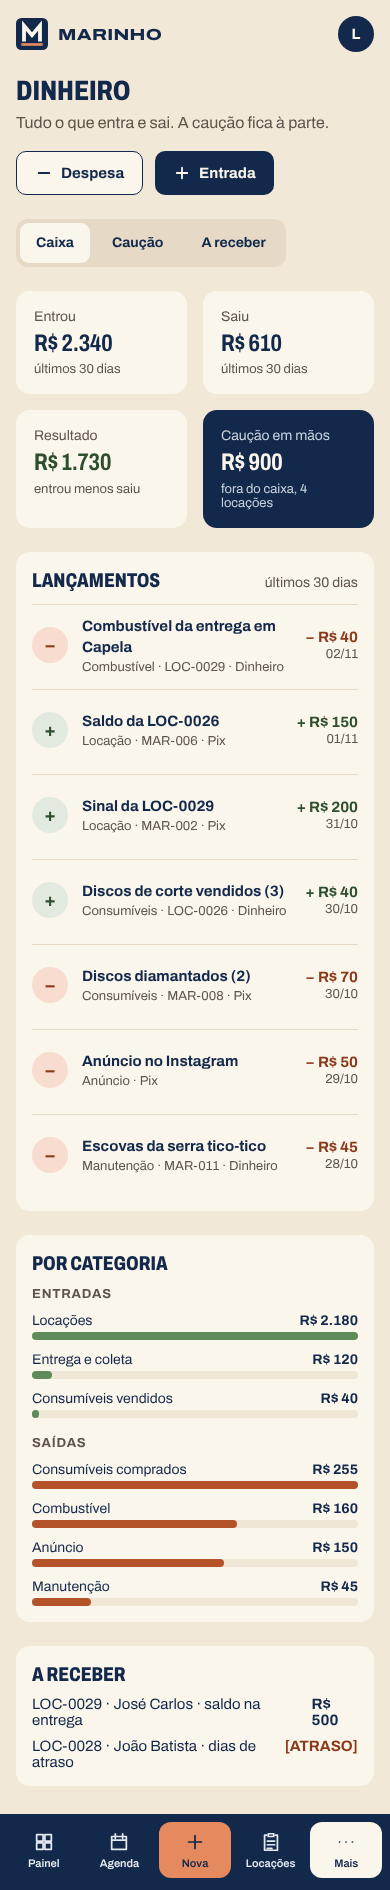 M MARINHO
L
DINHEIRO
Tudo o que entra e sai. A caução fica à parte.
− Despesa
+ Entrada
Caixa
Caução
A receber
Entrou
R$ 2.340
últimos 30 dias
Saiu
R$ 610
últimos 30 dias
Resultado
R$ 1.730
entrou menos saiu
Caução em mãos
R$ 900
fora do caixa, 4
locações
LANÇAMENTOS
últimos 30 dias
−
Combustível da entrega em
Capela
Combustível · LOC-0029 · Dinheiro
− R$ 40
02/11
+
Saldo da LOC-0026
Locação · MAR-006 · Pix
+ R$ 150
01/11
+
Sinal da LOC-0029
Locação · MAR-002 · Pix
+ R$ 200
31/10
+
Discos de corte vendidos (3)
Consumíveis · LOC-0026 · Dinheiro
+ R$ 40
30/10
−
Discos diamantados (2)
Consumíveis · MAR-008 · Pix
− R$ 70
30/10
−
Anúncio no Instagram
Anúncio · Pix
− R$ 50
29/10
−
Escovas da serra tico-tico
Manutenção · MAR-011 · Dinheiro
− R$ 45
28/10
POR CATEGORIA
ENTRADAS
Locações R$ 2.180
Entrega e coleta R$ 120
Consumíveis vendidos R$ 40
SAÍDAS
Consumíveis comprados R$ 255
Combustível R$ 160
Anúncio R$ 150
Manutenção R$ 45
A RECEBER
LOC-0029 · José Carlos · saldo na
entrega
R$
500
LOC-0028 · João Batista · dias de
atraso
[ATRASO]
Painel
Agenda
Nova
Locações
Mais